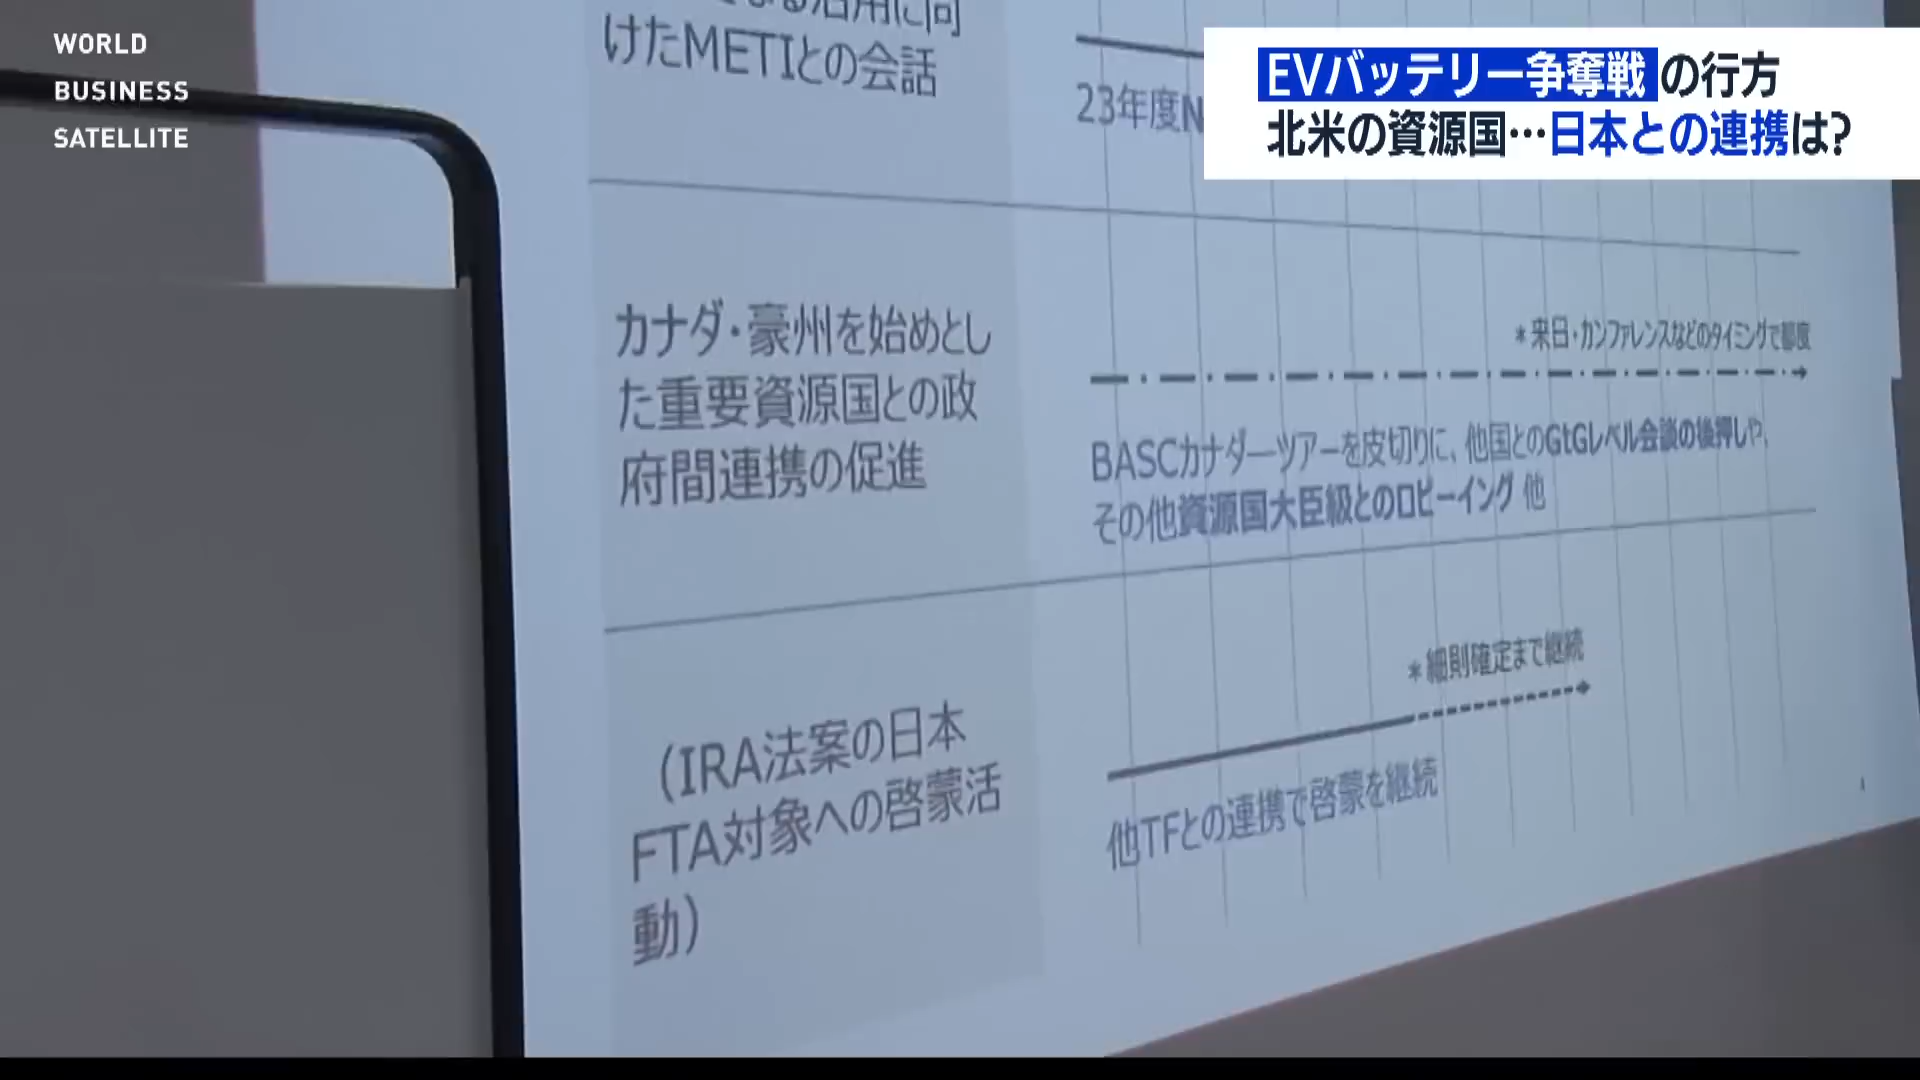 WORLD
BUSINESS
SATELLITE
EVバッテリー争奪戦の行方
北米の資源国…日本との連携は?
活用に向
けたMETIとの会話
23年度N
カナダ・豪州を始めとし
た重要資源国との政
府間連携の促進
＊来日・カンファレンスなどのタイミングで都度
BASCカナダーツアーを皮切りに、他国とのGtGレベル会談の後押しや、
その他資源国大臣級とのロビーイング 他
（IRA法案の日本
FTA対象への啓蒙活
動）
＊細則確定まで継続
他TFとの連携で啓蒙を継続